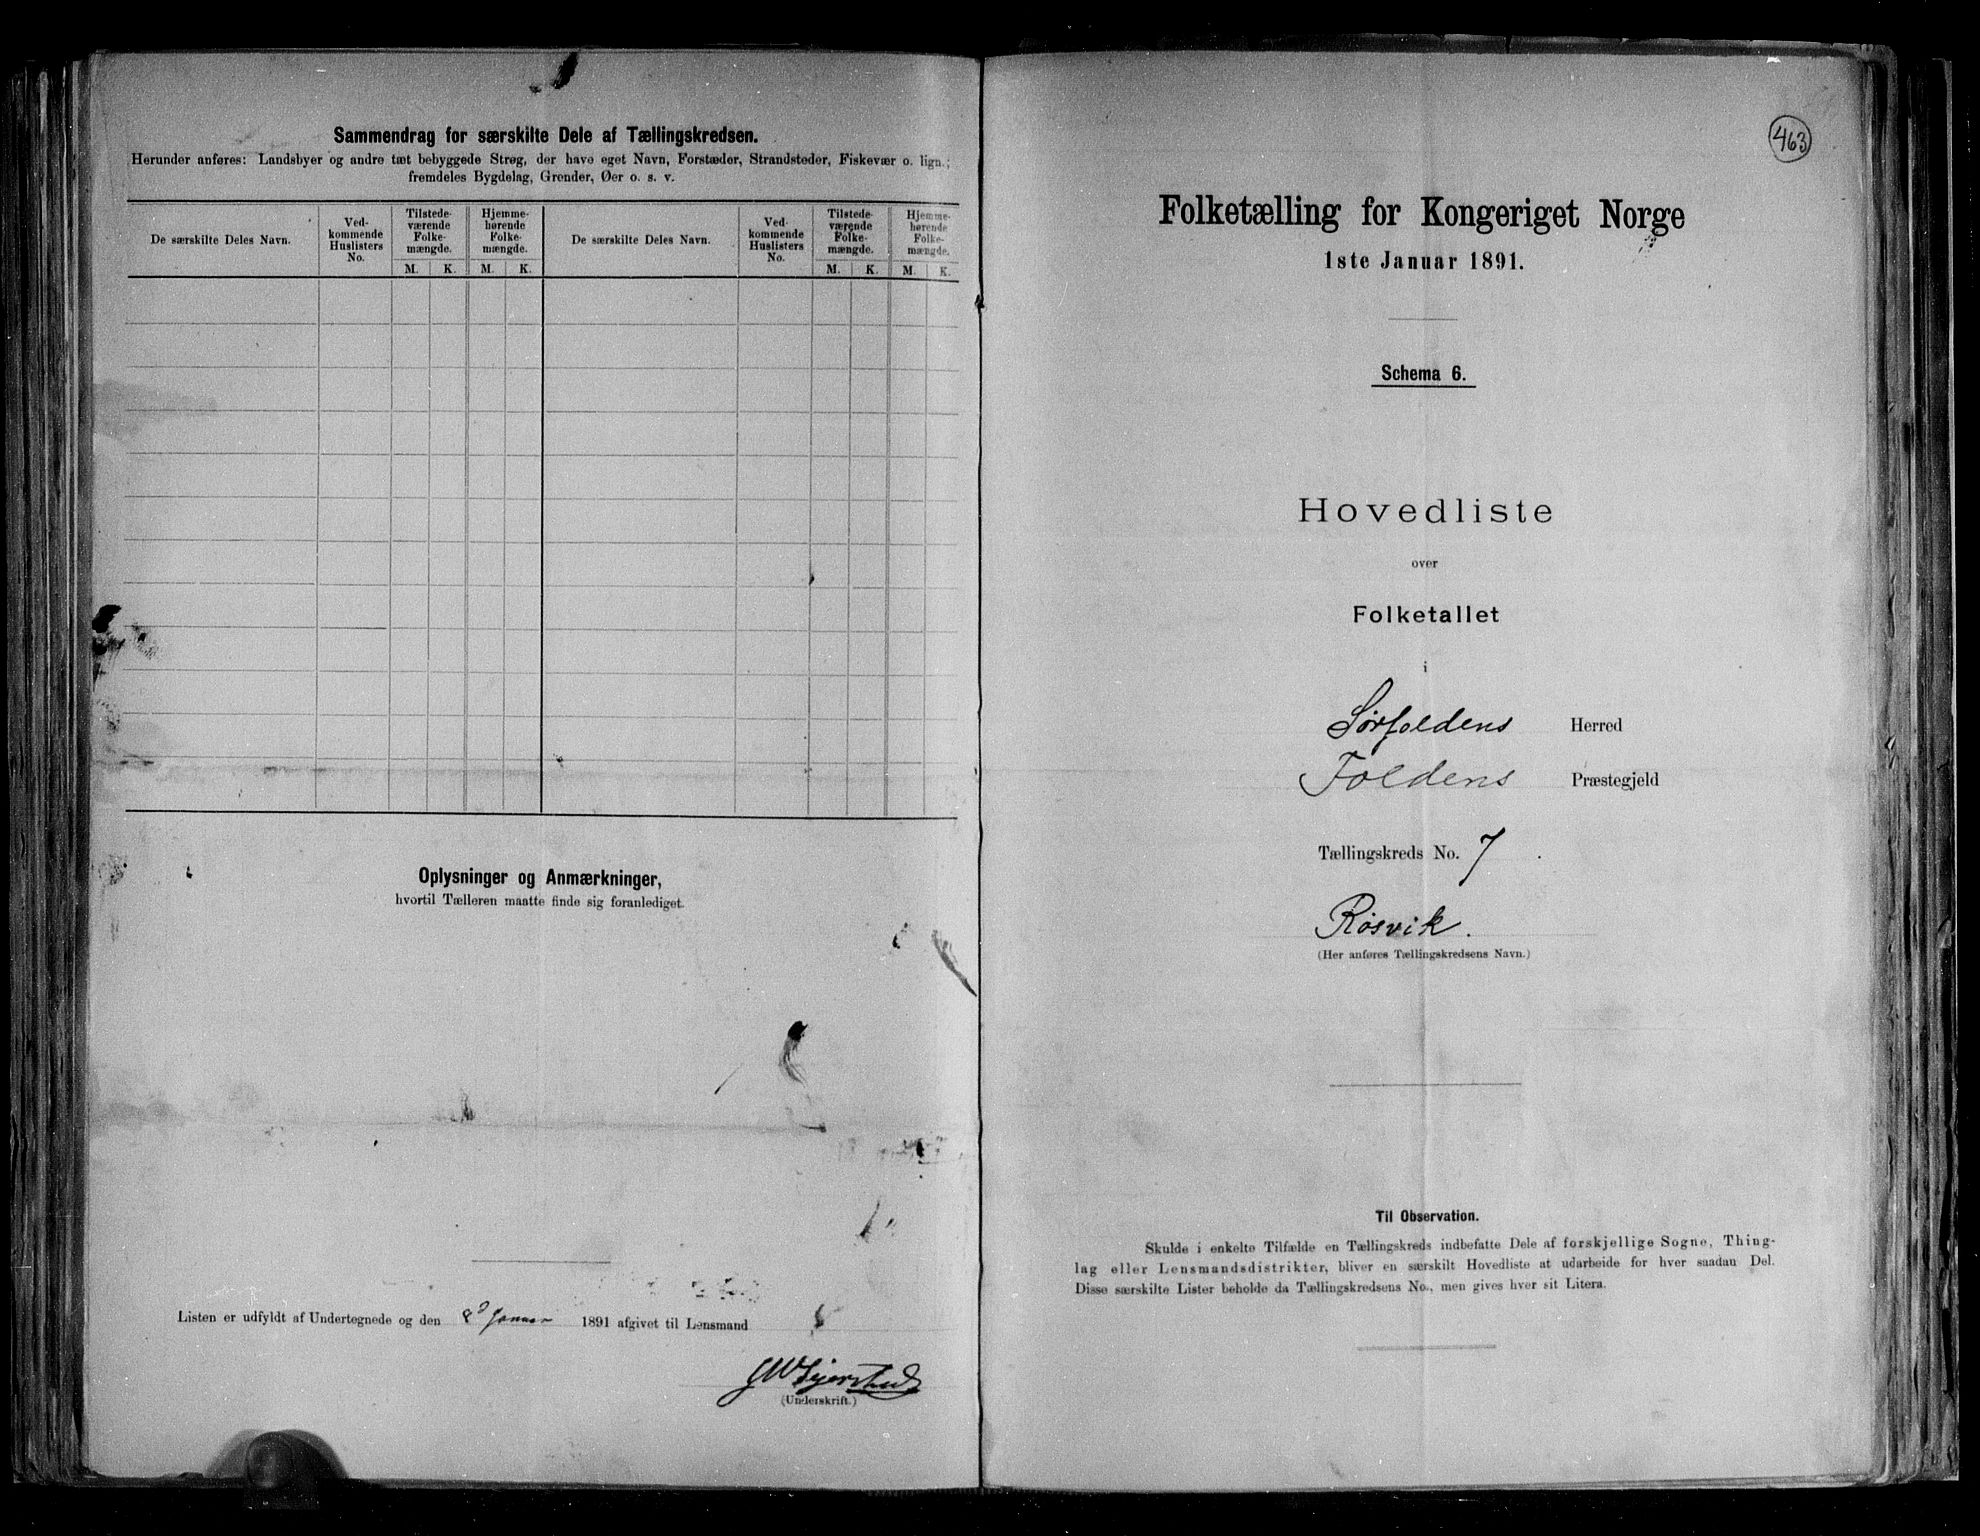 Sammendrag for særskilte Dele af Tællingskredsen.
Herunder anføres: Landsbyer og andre tæt bebyggede Strøg, der have eget Navn, Forstæder, Strandsteder, Fiskevær o. lign.;
fremdeles Bygdelag, Grender, Øer o. s. v.
De særskilte Deles Navn.
Ved-
kommende
Huslisters
No.
Tilstede-
værende
Folke-
mængde.
Hjemme-
hørende
Folke-
mængde.
M. K. M. K.
De særskilte Deles Navn.
Ved-
kommende
Huslisters
No.
Tilstede-
værende
Folke-
mængde.
Hjemme-
hørende
Folke-
mængde.
M. K. M. K.
Oplysninger og Anmærkninger,
hvortil Tælleren maatte finde sig foranlediget.
Listen er udfyldt af Undertegnede og den 8de Januar 1891 afgivet til Lensmand
(Underskrift.)
463
Folketælling for Kongeriget Norge
1ste Januar 1891.
Schema 6.
Hovedliste
over
Folketallet
i
Sørfoldens Herred
Foldens Præstegjeld
Tællingskreds No. 7
Røsvik.
(Her anføres Tællingskredsens Navn.)
Til Observation.
Skulde i enkelte Tilfælde en Tællingskreds indbefatte Dele af forskjellige Sogne, Thing-
lag eller Lensmandsdistrikter, bliver en særskilt Hovedliste at udarbeide for hver saadan Del.
Disse særskilte Lister beholde da Tællingskredsens No., men gives hver sit Litera.